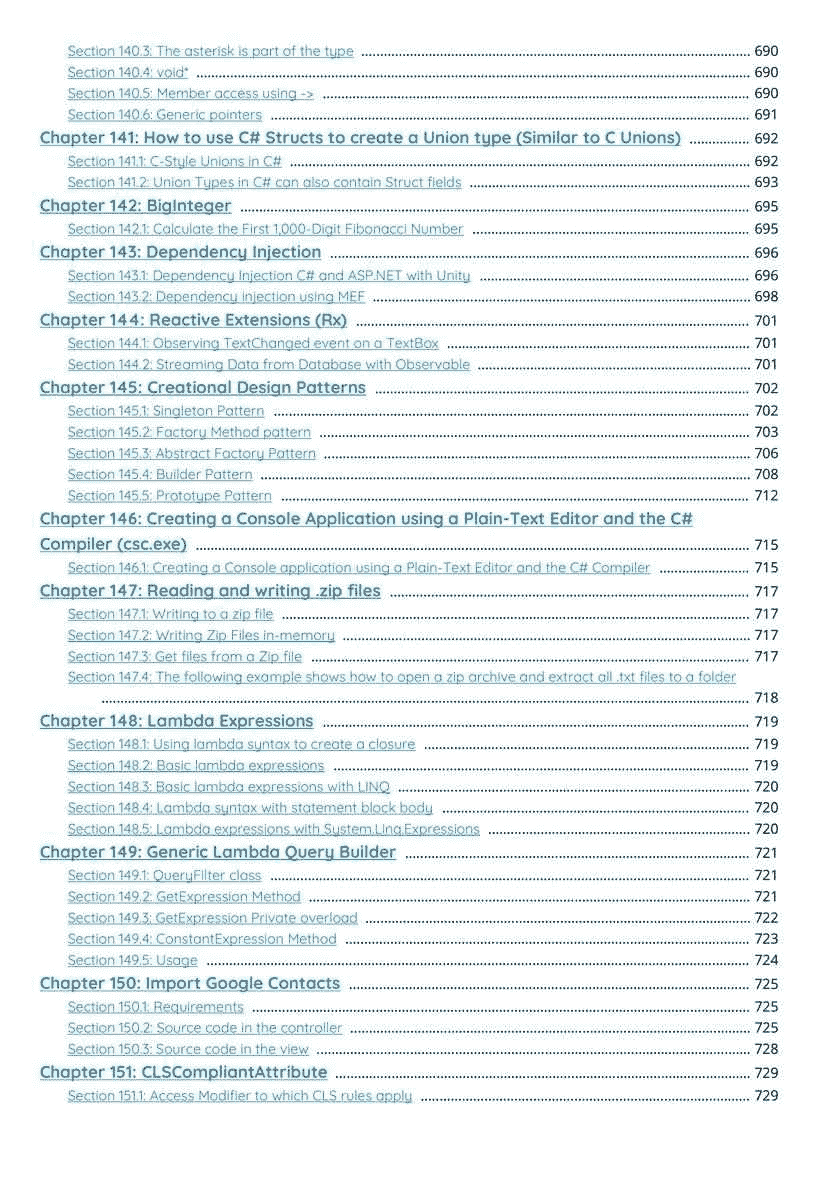 Section 140.3: The asterisk is part of the type ........ 690
Section 140.4: void* ........ 690
Section 140.5: Member access using -> ........ 690
Section 140.6: Generic pointers ........ 691
Chapter 141: How to use C# Structs to create a Union type (Similar to C Unions) ........ 692
Section 141.1: C-Style Unions in C# ........ 692
Section 141.2: Union Types in C# can also contain Struct fields ........ 693
Chapter 142: BigInteger ........ 695
Section 142.1: Calculate the First 1,000-Digit Fibonacci Number ........ 695
Chapter 143: Dependency Injection ........ 696
Section 143.1: Dependency Injection C# and ASP.NET with Unity ........ 696
Section 143.2: Dependency injection using MEF ........ 698
Chapter 144: Reactive Extensions (Rx) ........ 701
Section 144.1: Observing TextChanged event on a TextBox ........ 701
Section 144.2: Streaming Data from Database with Observable ........ 701
Chapter 145: Creational Design Patterns ........ 702
Section 145.1: Singleton Pattern ........ 702
Section 145.2: Factory Method pattern ........ 703
Section 145.3: Abstract Factory Pattern ........ 706
Section 145.4: Builder Pattern ........ 708
Section 145.5: Prototype Pattern ........ 712
Chapter 146: Creating a Console Application using a Plain-Text Editor and the C#
Compiler (csc.exe) ........ 715
Section 146.1: Creating a Console application using a Plain-Text Editor and the C# Compiler ........ 715
Chapter 147: Reading and writing .zip files ........ 717
Section 147.1: Writing to a zip file ........ 717
Section 147.2: Writing Zip Files in-memory ........ 717
Section 147.3: Get files from a Zip file ........ 717
Section 147.4: The following example shows how to open a zip archive and extract all .txt files to a folder
........ 718
Chapter 148: Lambda Expressions ........ 719
Section 148.1: Using lambda syntax to create a closure ........ 719
Section 148.2: Basic lambda expressions ........ 719
Section 148.3: Basic lambda expressions with LINQ ........ 720
Section 148.4: Lambda syntax with statement block body ........ 720
Section 148.5: Lambda expressions with System.Linq.Expressions ........ 720
Chapter 149: Generic Lambda Query Builder ........ 721
Section 149.1: QueryFilter class ........ 721
Section 149.2: GetExpression Method ........ 721
Section 149.3: GetExpression Private overload ........ 722
Section 149.4: ConstantExpression Method ........ 723
Section 149.5: Usage ........ 724
Chapter 150: Import Google Contacts ........ 725
Section 150.1: Requirements ........ 725
Section 150.2: Source code in the controller ........ 725
Section 150.3: Source code in the view ........ 728
Chapter 151: CLSCompliantAttribute ........ 729
Section 151.1: Access Modifier to which CLS rules apply ........ 729